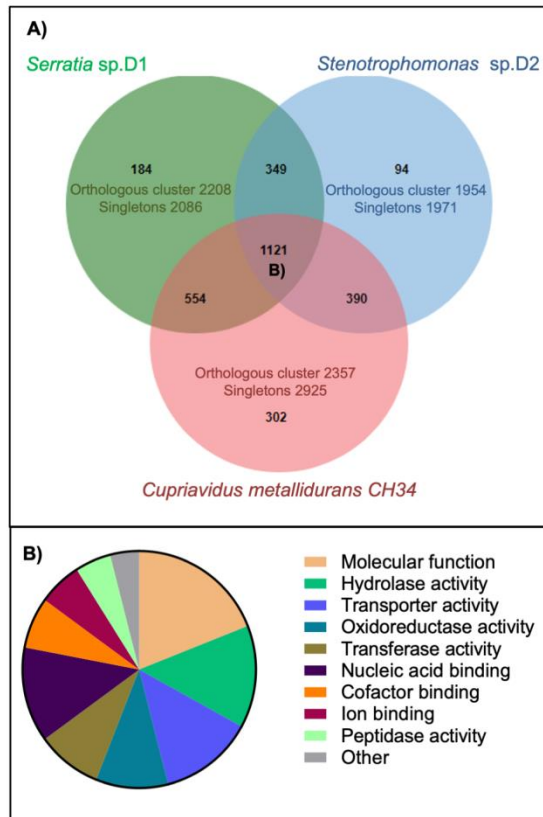 A)
Serratia sp.D1
Stenotrophomonas sp.D2
184
349
94
Orthologous cluster 2208
Singletons 2086
Orthologous cluster 1954
Singletons 1971
1121
B)
554
390
Orthologous cluster 2357
Singletons 2925
302
Cupriavidus metallidurans CH34
B)
Molecular function
Hydrolase activity
Transporter activity
Oxidoreductase activity
Transferase activity
Nucleic acid binding
Cofactor binding
Ion binding
Peptidase activity
Other